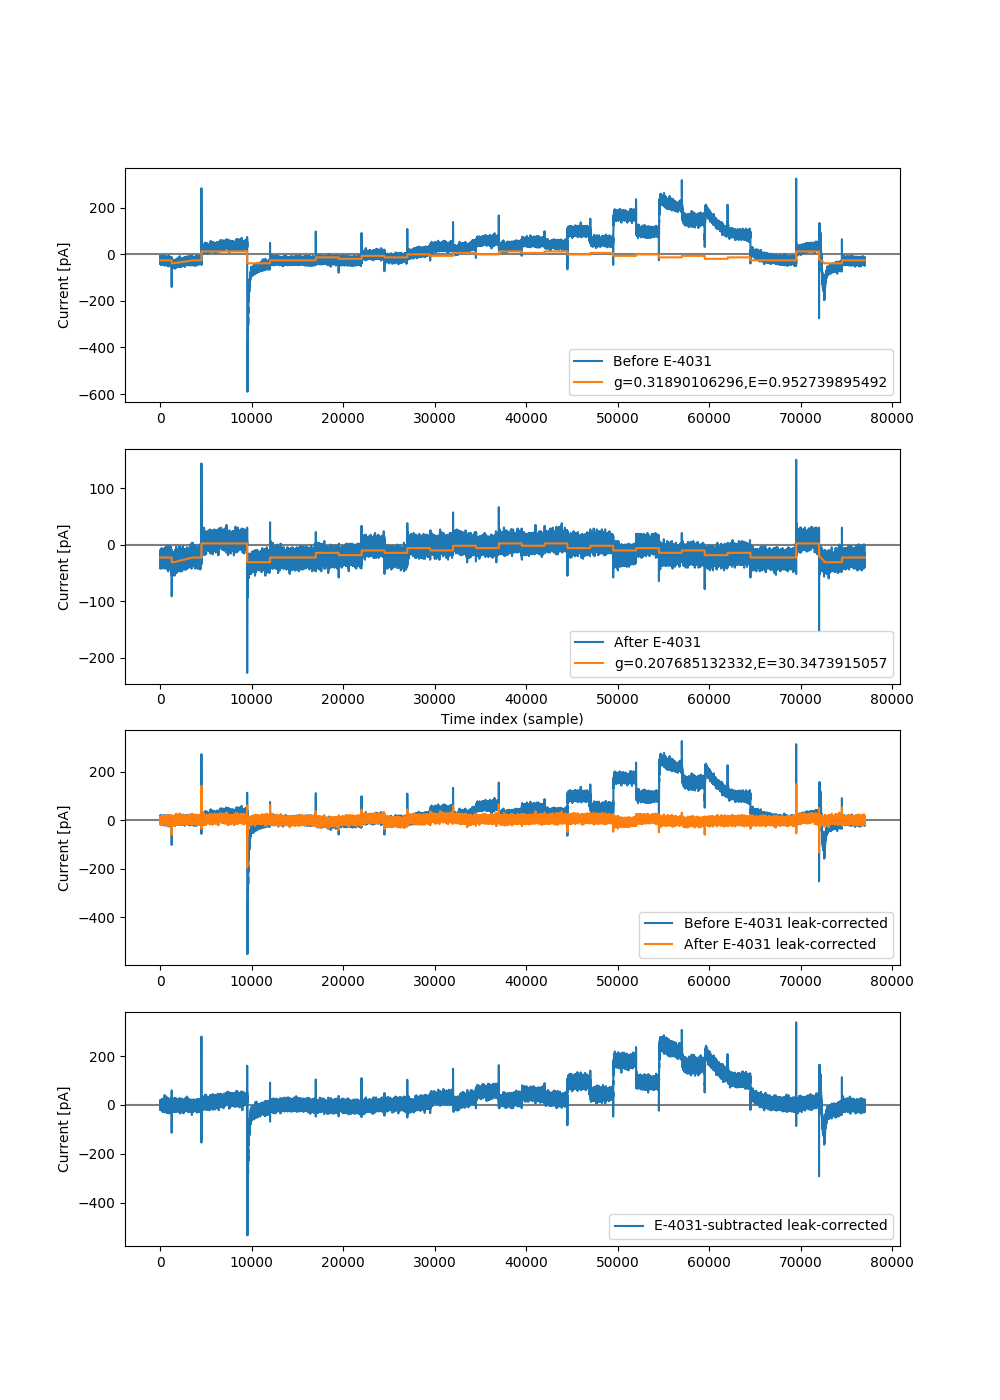 200
0
−200
−400
−600
Current [pA]
Before E-4031
g=0.31890106296,E=0.952739895492
0 10000 20000 30000 40000 50000 60000 70000 80000
100
0
−100
−200
Current [pA]
After E-4031
g=0.207685132332,E=30.3473915057
0 10000 20000 30000 40000 50000 60000 70000 80000
Time index (sample)
200
0
−200
−400
Current [pA]
Before E-4031 leak-corrected
After E-4031 leak-corrected
0 10000 20000 30000 40000 50000 60000 70000 80000
200
0
−200
−400
Current [pA]
E-4031-subtracted leak-corrected
0 10000 20000 30000 40000 50000 60000 70000 80000